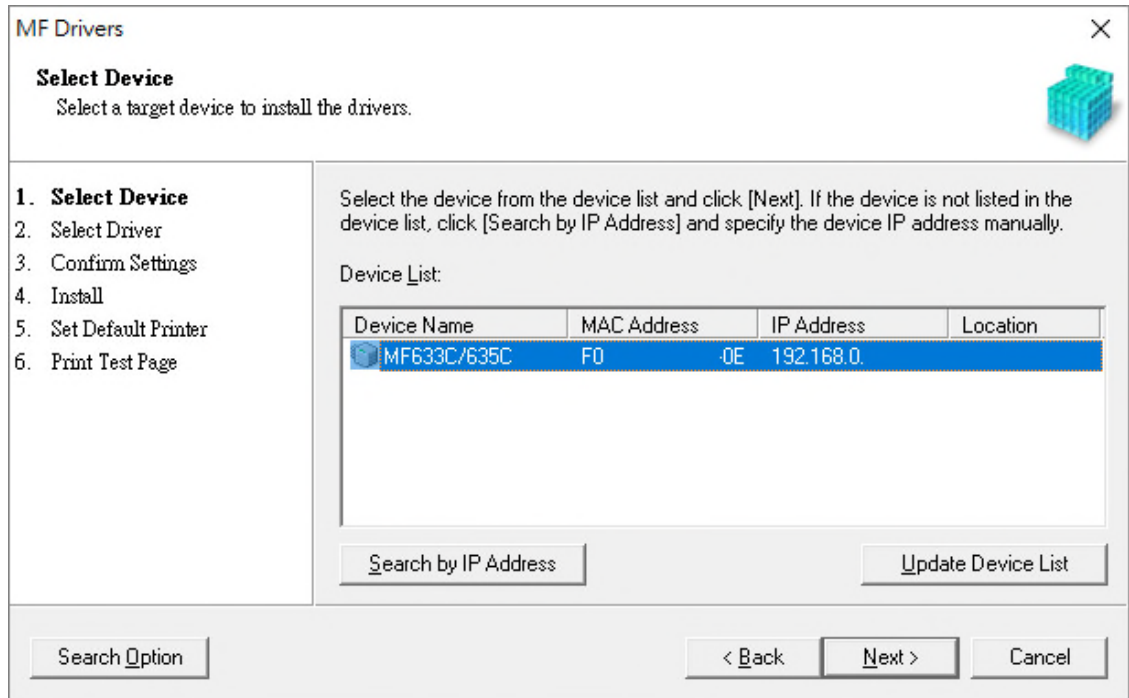 MF Drivers
Select Device
Select a target device to install the drivers.
1. Select Device
2. Select Driver
3. Confirm Settings
4. Install
5. Set Default Printer
6. Print Test Page
Select the device from the device list and click [Next]. If the device is not listed in the
device list, click [Search by IP Address] and specify the device IP address manually.
Device List:
Device Name MAC Address IP Address Location
MF633C/635C F0 -0E 192.168.0.
Search by IP Address Update Device List
Search Option < Back Next > Cancel